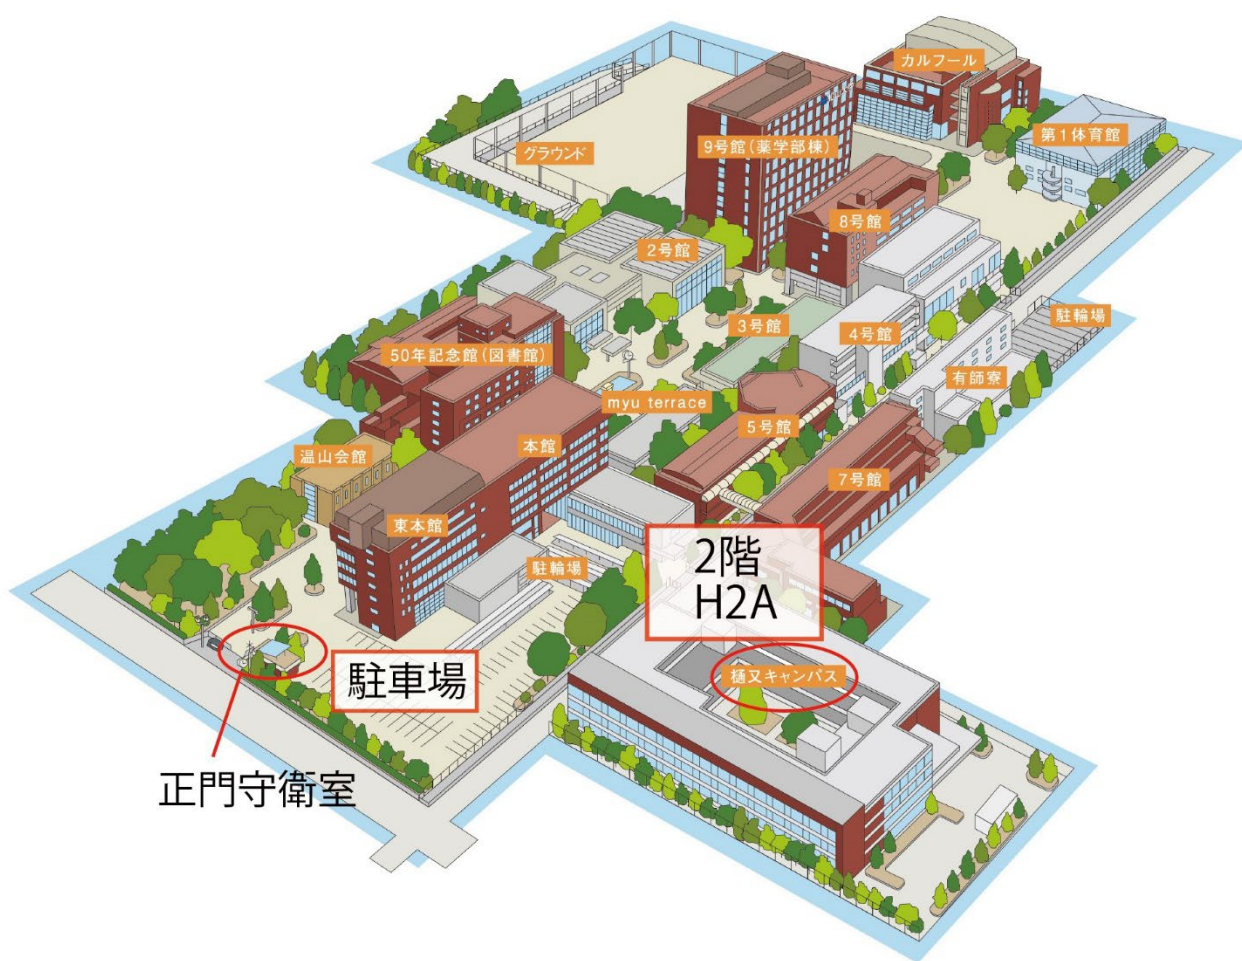 カルフール
第1体育館
グラウンド
9号館(薬学部棟)
8号館
2号館
3号館
4号館
駐輪場
50年記念館(図書館)
有師寮
myu terrace
5号館
本館
温山会館
7号館
東本館
駐輪場
2階
H2A
駐車場
樋又キャンパス
正門守衛室